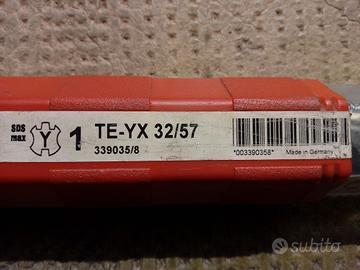 SDS
max
Y
1
TE-YX 32/57
339035/8
*003390358*
Made in Germany
subito